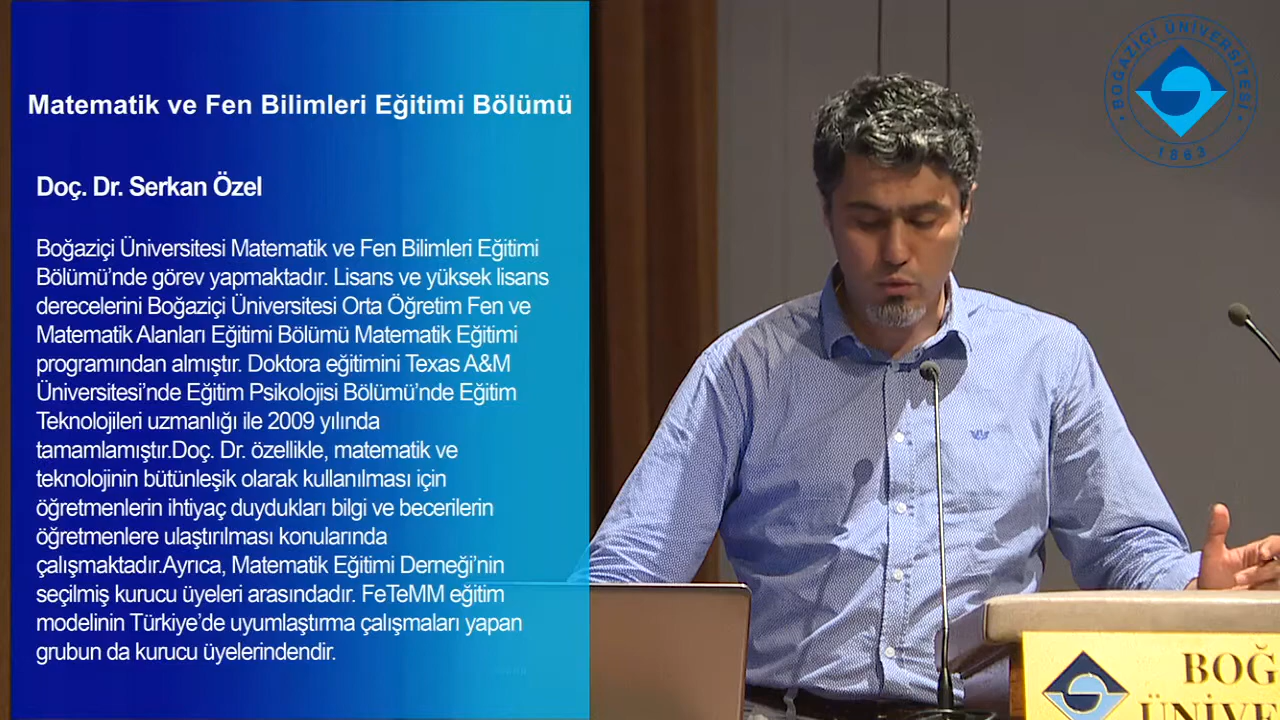 Matematik ve Fen Bilimleri Eğitimi Bölümü
Doç. Dr. Serkan Özel
Boğaziçi Üniversitesi Matematik ve Fen Bilimleri Eğitimi
Bölümü’nde görev yapmaktadır. Lisans ve yüksek lisans
derecelerini Boğaziçi Üniversitesi Orta Öğretim Fen ve
Matematik Alanları Eğitimi Bölümü Matematik Eğitimi
programından almıştır. Doktora eğitimini Texas A&M
Üniversitesi’nde Eğitim Psikolojisi Bölümü’nde Eğitim
Teknolojileri uzmanlığı ile 2009 yılında
tamamlamıştır.Doç. Dr. özellikle, matematik ve
teknolojinin bütünleşik olarak kullanılması için
öğretmenlerin ihtiyaç duydukları bilgi ve becerilerin
öğretmenlere ulaştırılması konularında
çalışmaktadır.Ayrıca, Matematik Eğitimi Derneği’nin
seçilmiş kurucu üyeleri arasındadır. FeTeMM eğitim
modelinin Türkiye’de uyumlaştırma çalışmaları yapan
grubun da kurucu üyelerindendir.
BOĞAZİÇİ ÜNİVERSİTESİ
1863
BOĞ
ÜNİVE